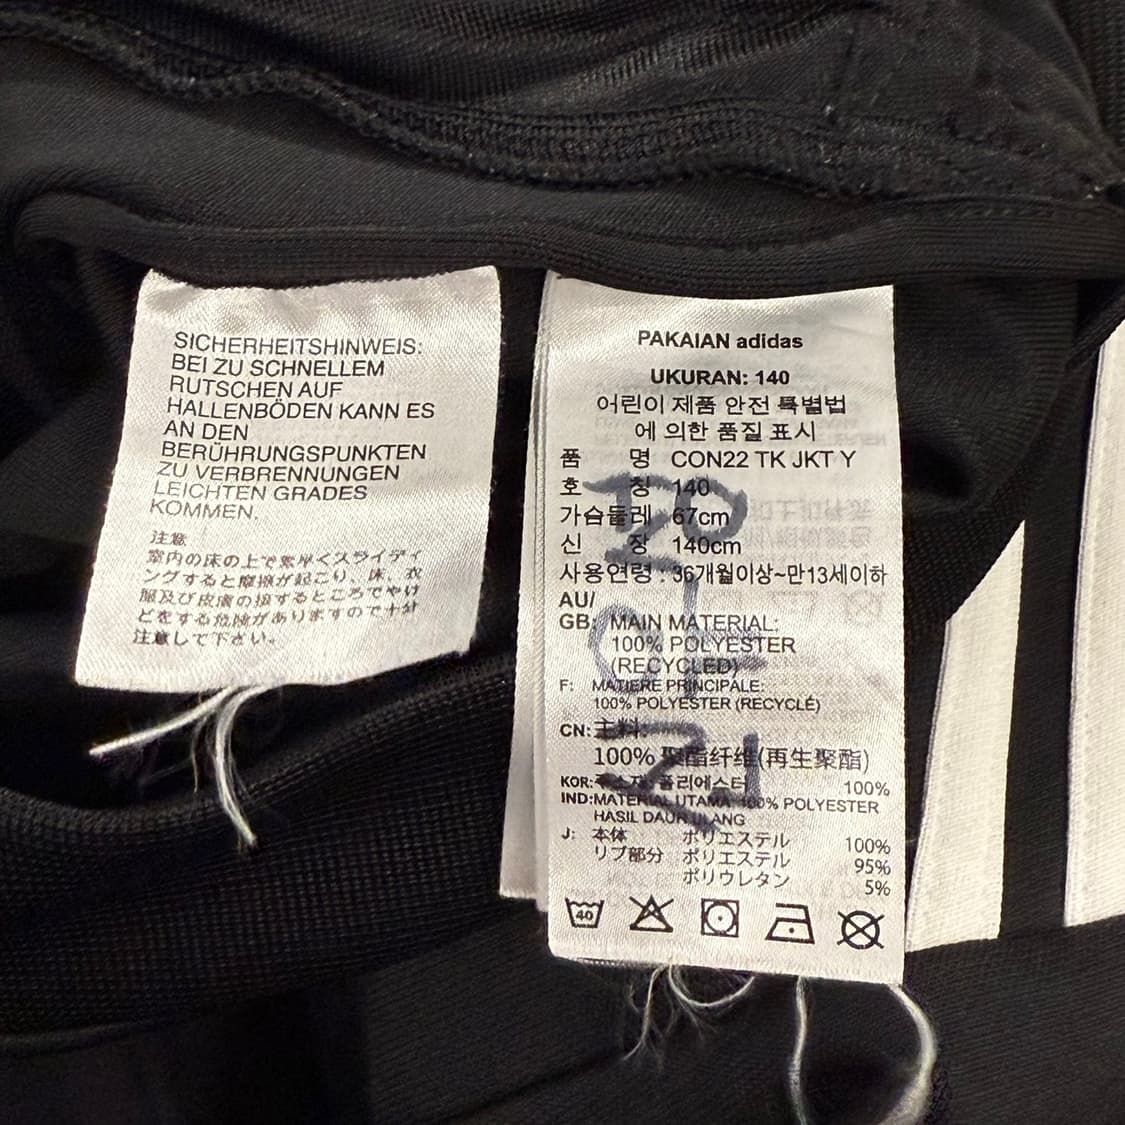 SICHERHEITSHINWEIS:
BEI ZU SCHNELLEM
RUTSCHEN AUF
HALLENBÖDEN KANN ES
AN DEN
BERÜHRUNGSPUNKTEN
ZU VERBRENNUNGEN
LEICHTEN GRADES
KOMMEN.
注意
室内の床の上で素早くスライディ
ングすると摩擦が起こり、床、衣
服及び皮膚の接するところでやけ
どをする危険がありますので十分
注意して下さい。
PAKAIAN adidas
UKURAN: 140
어린이 제품 안전 특별법
에 의한 품질 표시
품 명 CON22 TK JKT Y
호 칭 140
가슴둘레 67cm
신 장 140cm
사용연령 : 36개월이상~만13세이하
AU/
GB: MAIN MATERIAL:
100% POLYESTER
(RECYCLED)
F: MATIERE PRINCIPALE:
100% POLYESTER (RECYCLÉ)
CN: 主料:
100% 聚酯纤维(再生聚酯)
KOR: 주소재: 폴리에스터 100%
IND: MATERIAL UTAMA: 100% POLYESTER
HASIL DAUR ULANG
J: 本体 ポリエステル 100%
リブ部分 ポリエステル 95%
ポリウレタン 5%
40